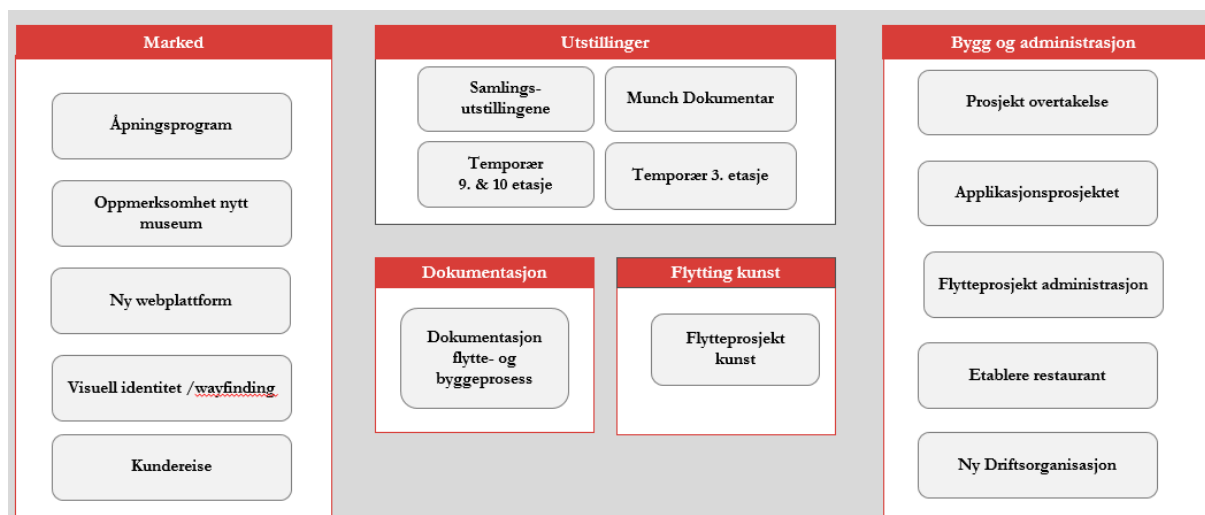 Marked
Åpningsprogram
Oppmerksomhet nytt
museum
Ny webplattform
Visuell identitet /wayfinding
Kundereise
Utstillinger
Samlings-
utstillingene
Munch Dokumentar
Temporær
9. & 10 etasje
Temporær 3. etasje
Dokumentasjon
Dokumentasjon
flytte- og
byggeprosess
Flytting kunst
Flytteprosjekt
kunst
Bygg og administrasjon
Prosjekt overtakelse
Applikasjonsprosjektet
Flytteprosjekt administrasjon
Etablere restaurant
Ny Driftsorganisasjon